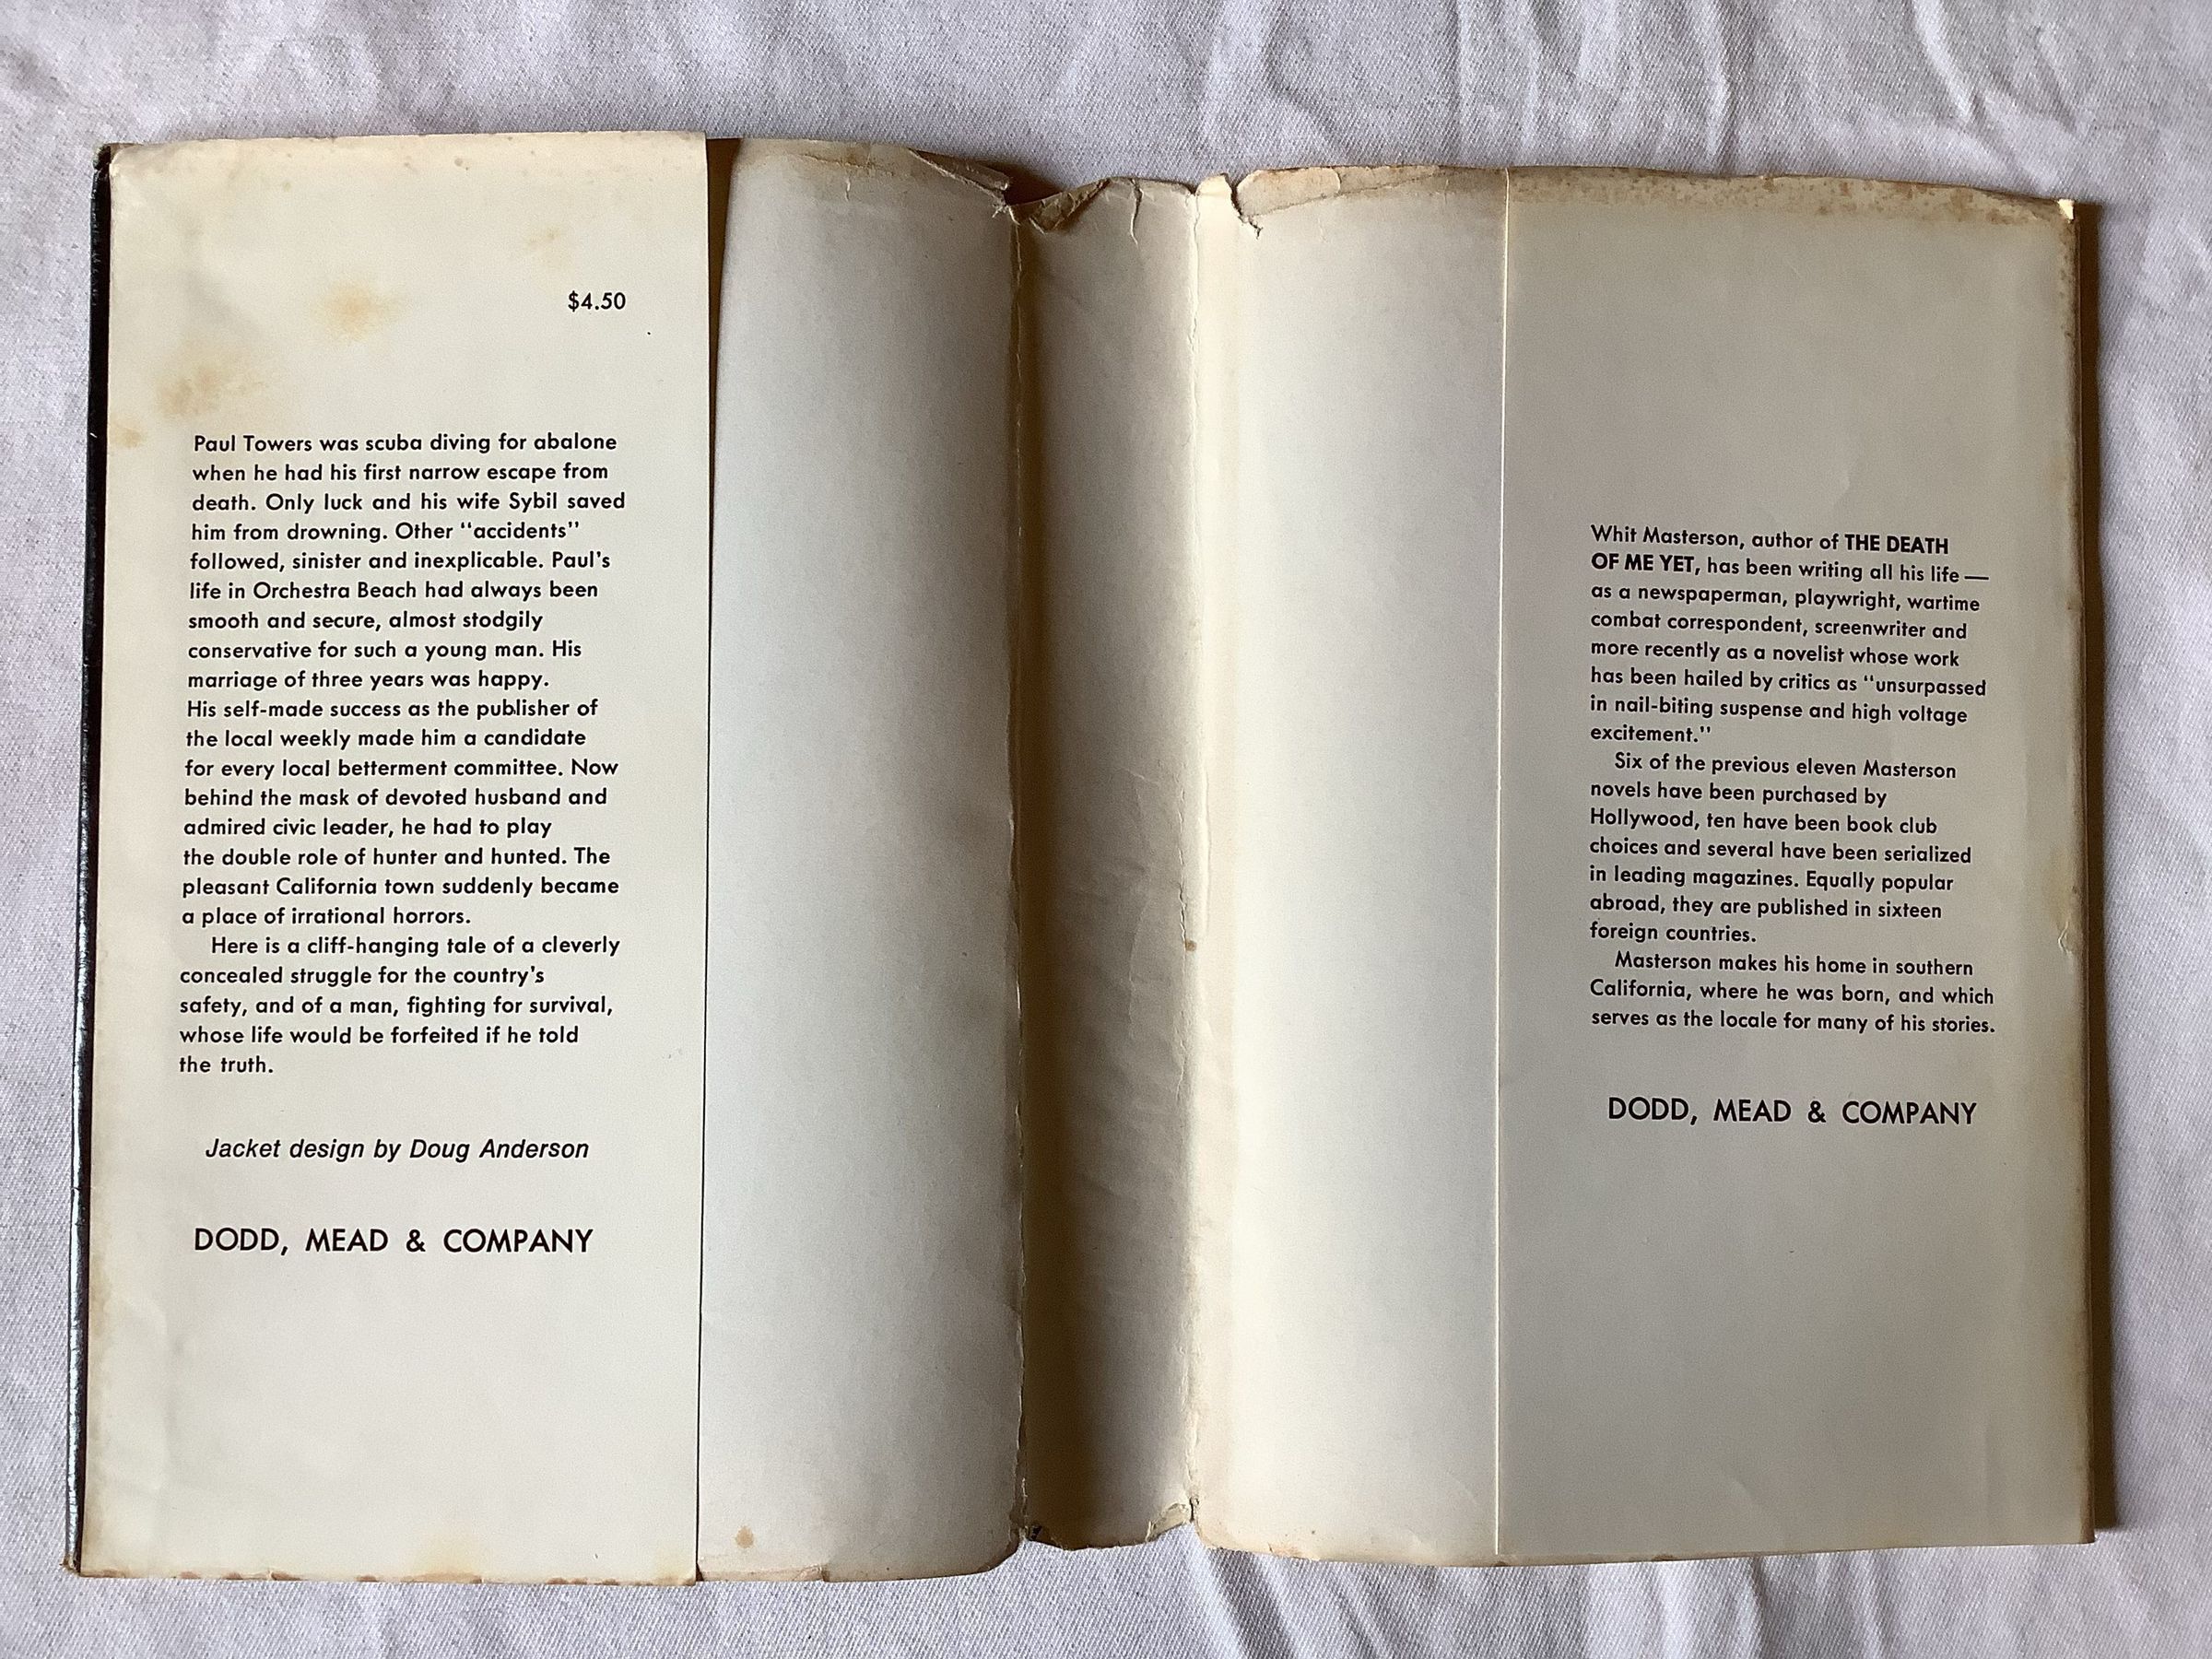 $4.50
Paul Towers was scuba diving for abalone
when he had his first narrow escape from
death. Only luck and his wife Sybil saved
him from drowning. Other "accidents"
followed, sinister and inexplicable. Paul's
life in Orchestra Beach had always been
smooth and secure, almost stodgily
conservative for such a young man. His
marriage of three years was happy.
His self-made success as the publisher of
the local weekly made him a candidate
for every local betterment committee. Now
behind the mask of devoted husband and
admired civic leader, he had to play
the double role of hunter and hunted. The
pleasant California town suddenly became
a place of irrational horrors.
Here is a cliff-hanging tale of a cleverly
concealed struggle for the country's
safety, and of a man, fighting for survival,
whose life would be forfeited if he told
the truth.
Jacket design by Doug Anderson
DODD, MEAD & COMPANY
Whit Masterson, author of THE DEATH
OF ME YET, has been writing all his life —
as a newspaperman, playwright, wartime
combat correspondent, screenwriter and
more recently as a novelist whose work
has been hailed by critics as "unsurpassed
in nail-biting suspense and high voltage
excitement."
Six of the previous eleven Masterson
novels have been purchased by
Hollywood, ten have been book club
choices and several have been serialized
in leading magazines. Equally popular
abroad, they are published in sixteen
foreign countries.
Masterson makes his home in southern
California, where he was born, and which
serves as the locale for many of his stories.
DODD, MEAD & COMPANY